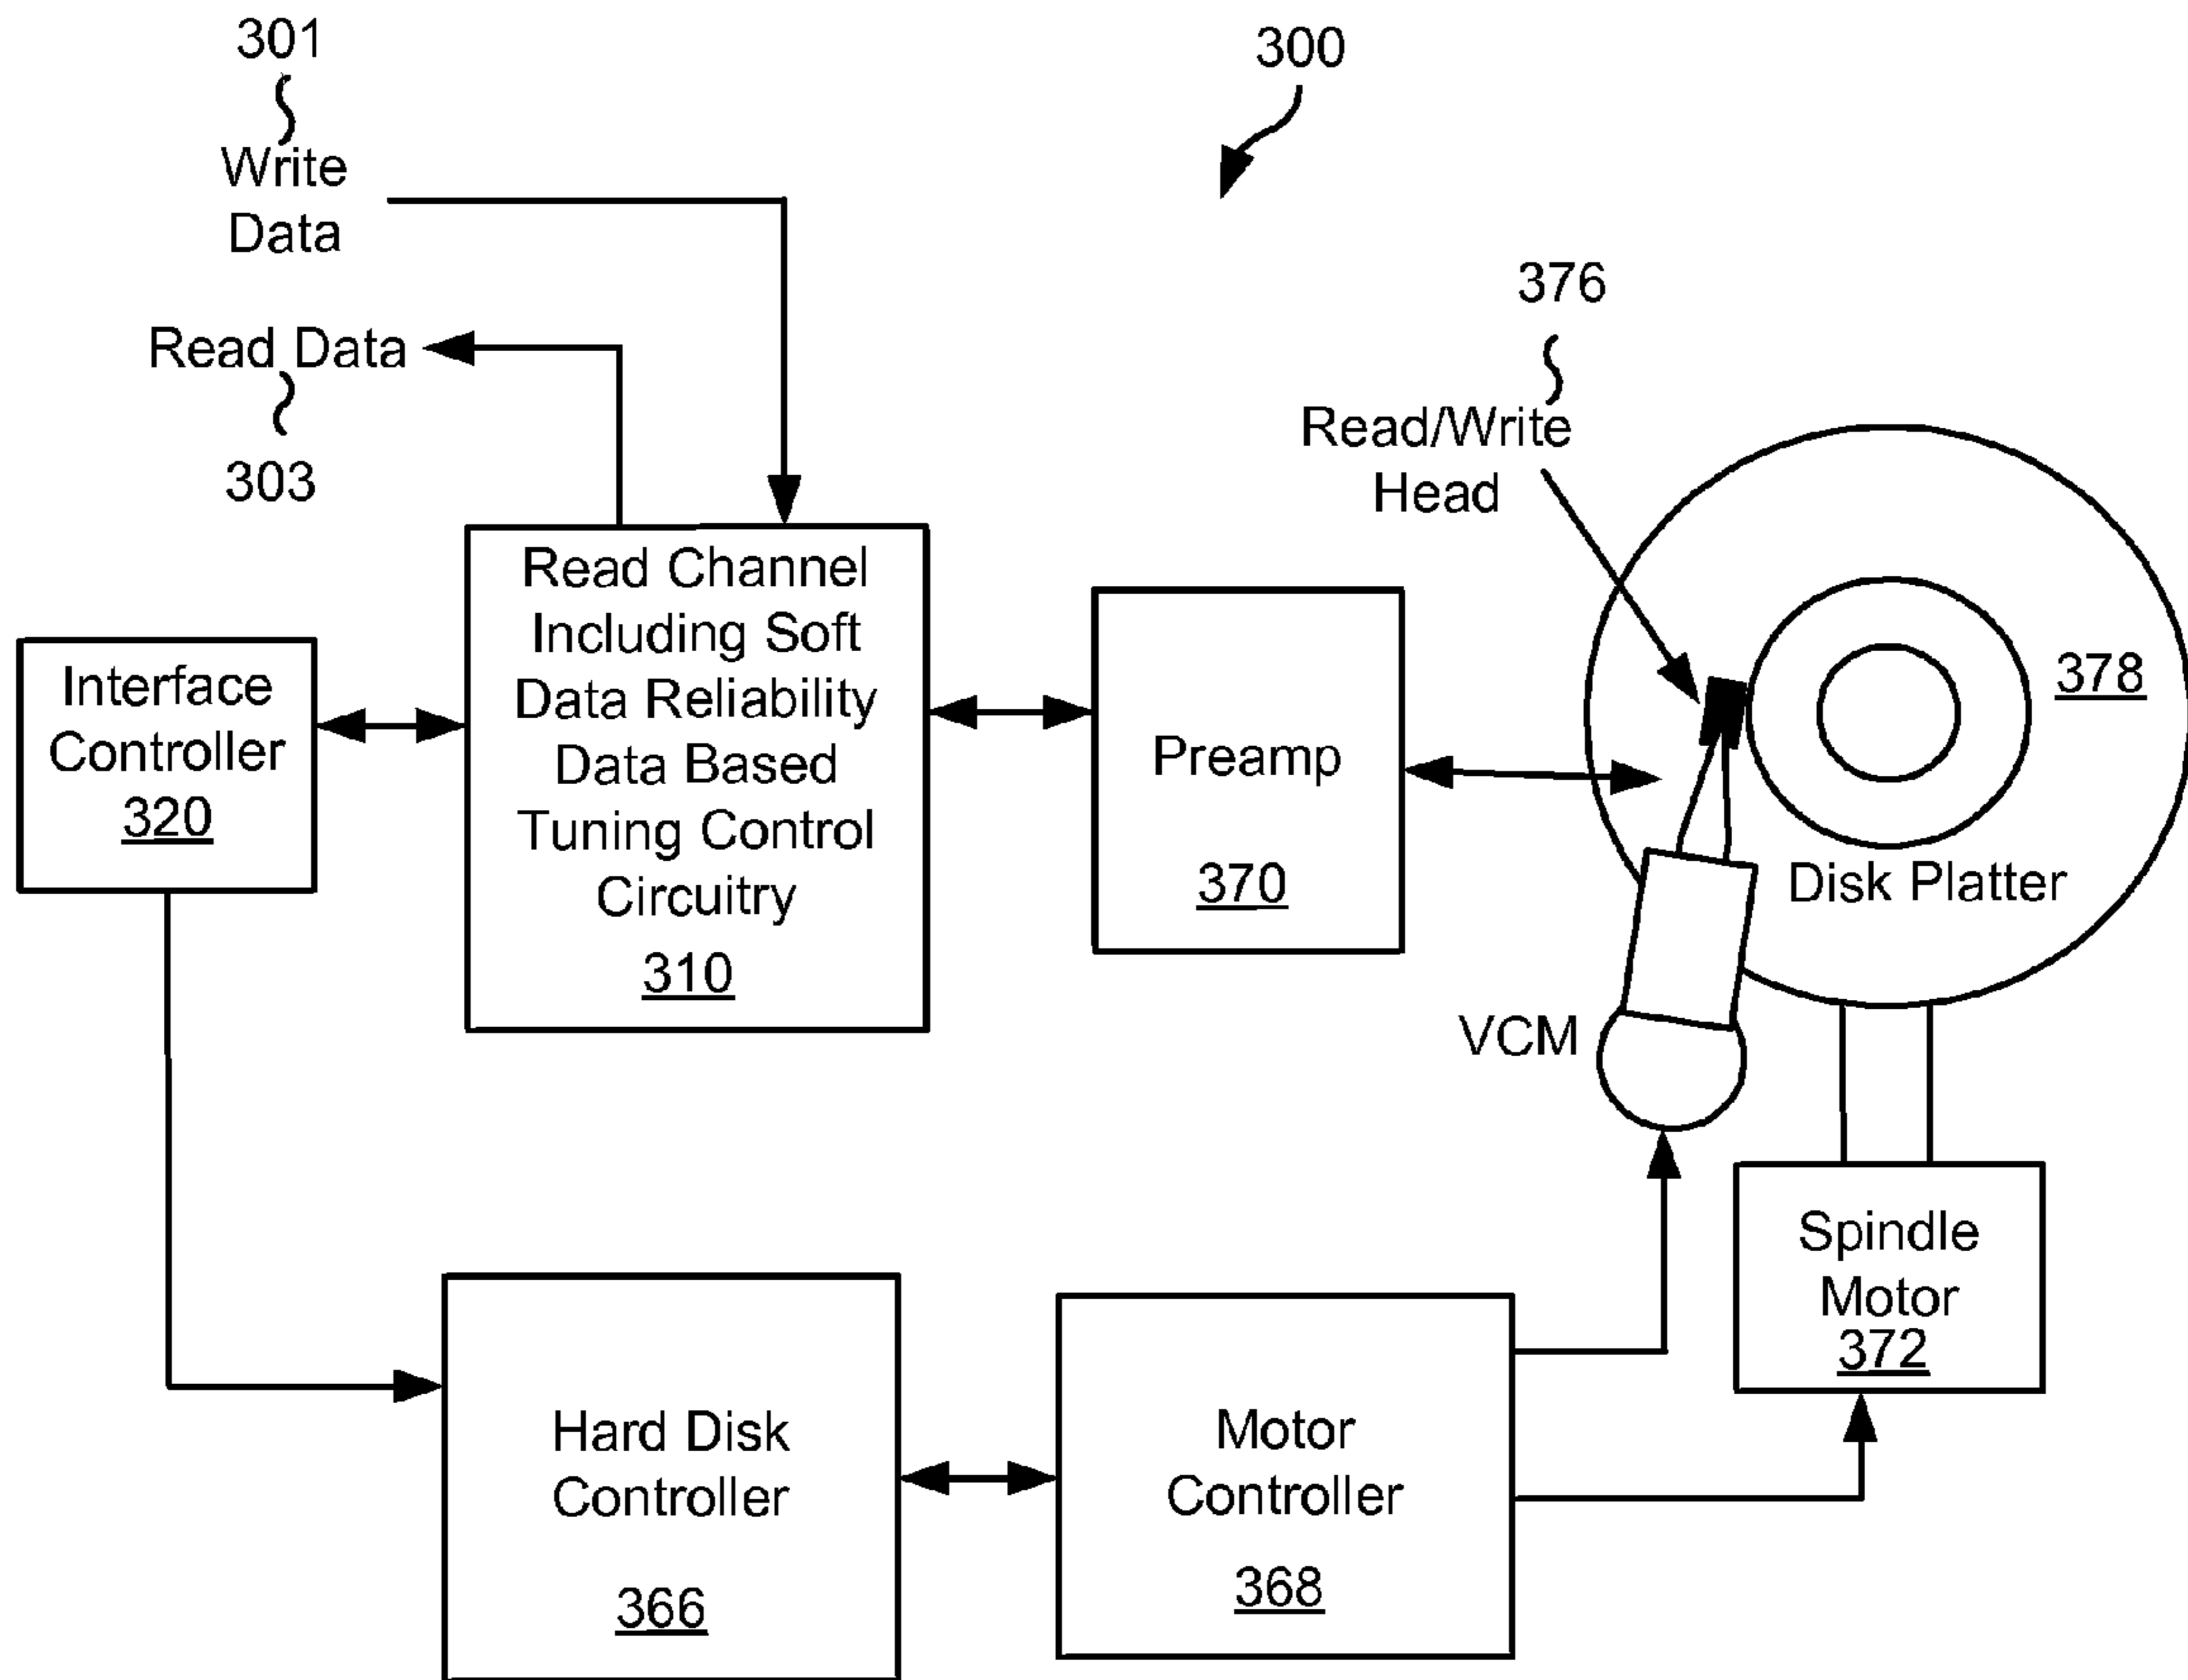 301
300
Write
Data
376
Read Data
Read/Write
Head
303
Read Channel
Including Soft
Data Reliability
Data Based
Tuning Control
Circuitry
310
Interface
Controller
320
Preamp
370
378
Disk Platter
VCM
Spindle
Motor
372
Hard Disk
Controller
366
Motor
Controller
368